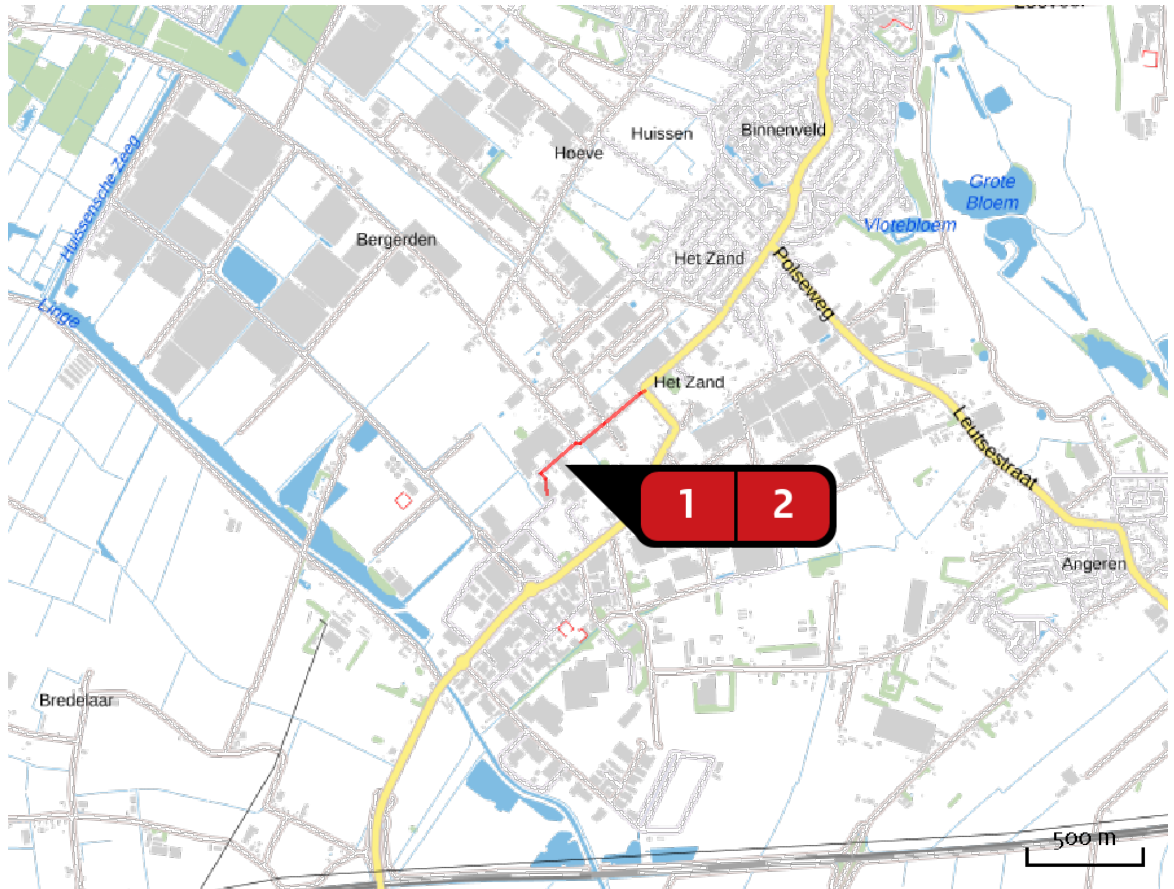 Huissensche Zeeg
Binnenveld
Huissen
Hoeve
Grote
Bloem
Vlotebloem
Bergerden
Het Zand
Polseweg
Linge
Het Zand
Leutsestraat
1 2
Angeren
Bredelaar
500 m